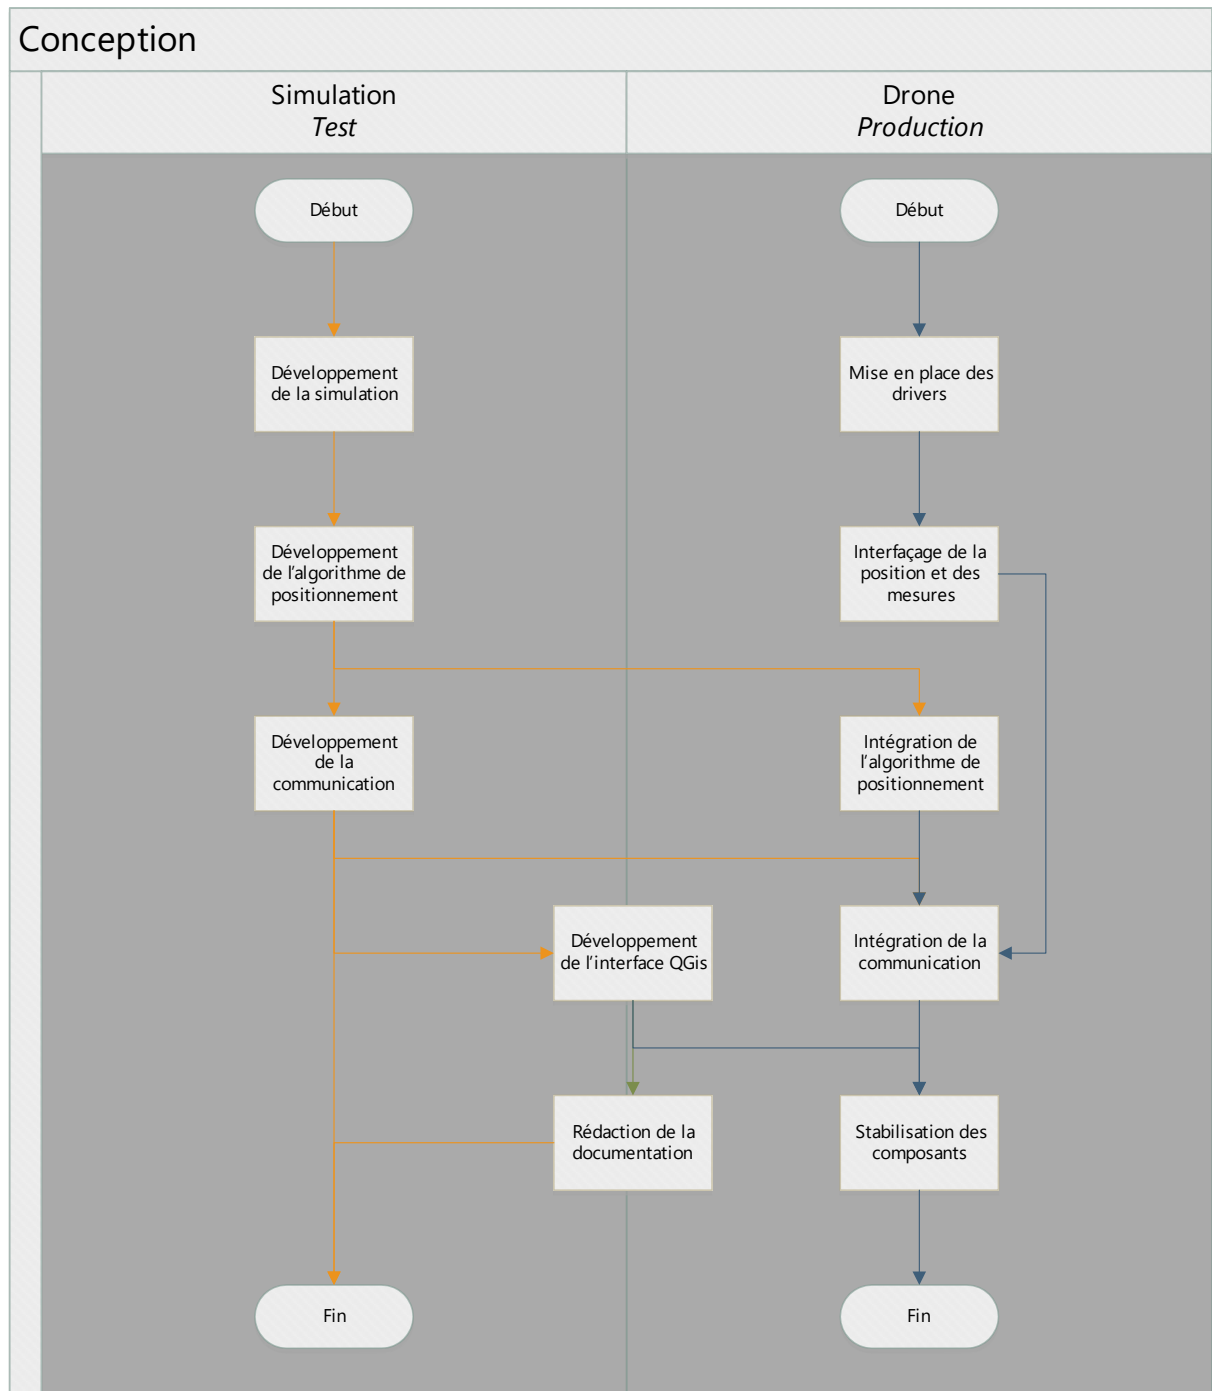 Conception
Simulation
Test
Drone
Production
Début
Début
Développement
de la simulation
Mise en place des
drivers
Développement
de l'algorithme de
positionnement
Interfaçage de la
position et des
mesures
Développement
de la
communication
Intégration de
l'algorithme de
positionnement
Développement
de l'interface QGis
Intégration de la
communication
Rédaction de la
documentation
Stabilisation des
composants
Fin
Fin